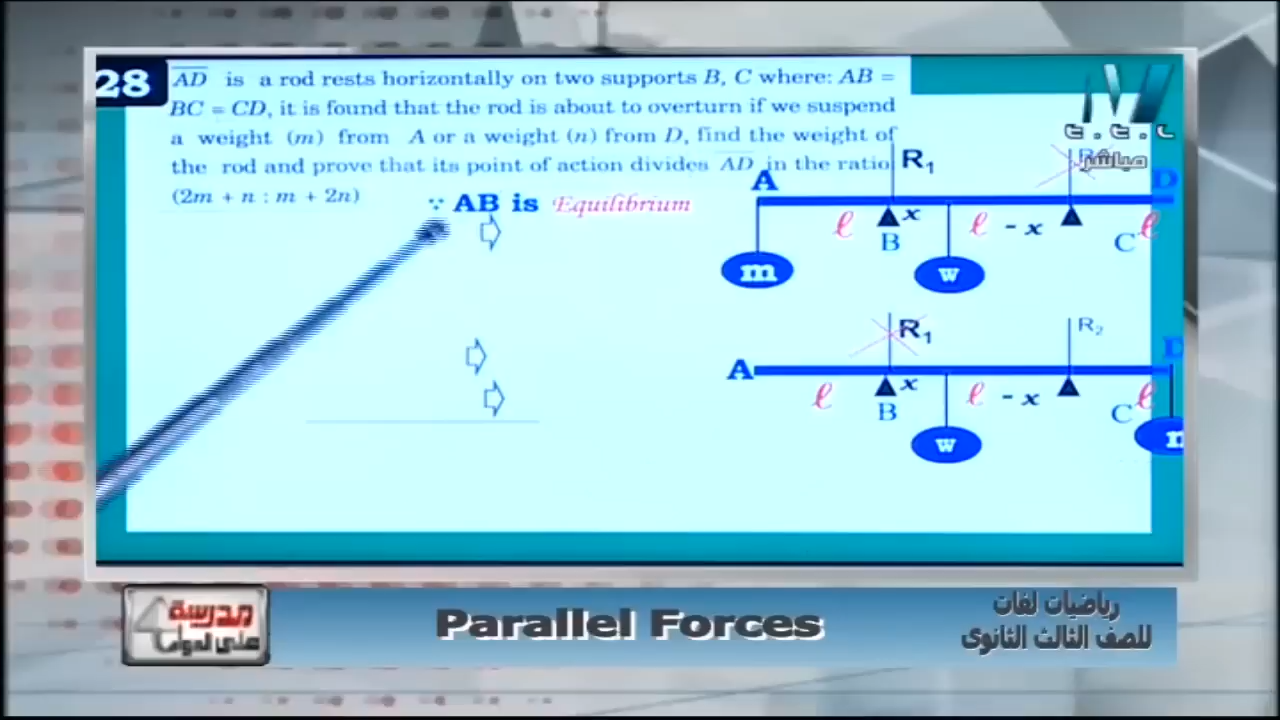 28
AD is a rod rests horizontally on two supports B, C where: AB =
BC = CD, it is found that the rod is about to overturn if we suspend
a weight (m) from A or a weight (n) from D, find the weight of
the rod and prove that its point of action divides AD in the ratio
(2m + n : m + 2n)
∵ AB is Equilibrium
مباشر
R₁
A
D
ℓ
x
ℓ - x
ℓ
B
C
m
w
R₁
R₂
A
D
ℓ
x
ℓ - x
ℓ
B
C
w
n
مدرسة
على الهواء
Parallel Forces
رياضيات لغات
للصف الثالث الثانوى